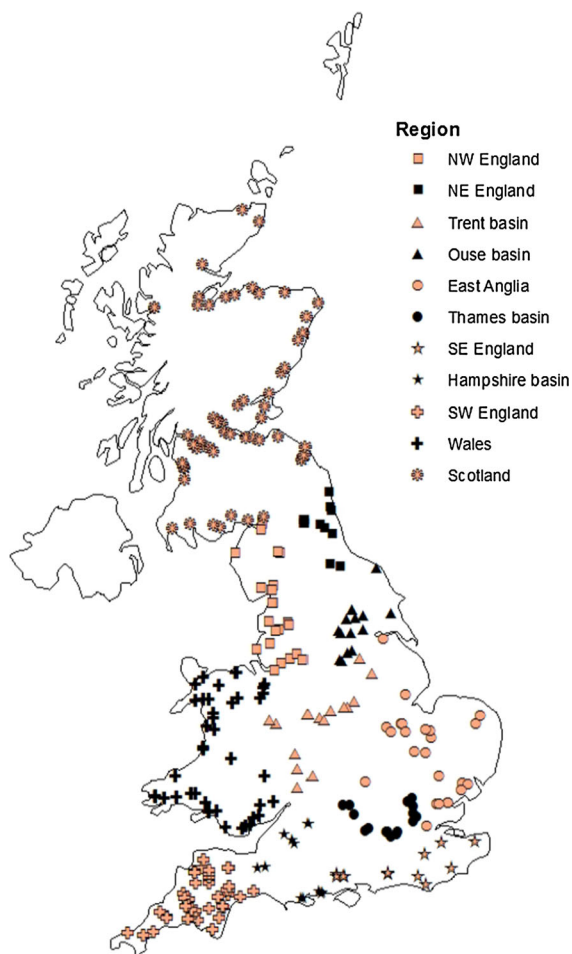 Region
NW England
NE England
Trent basin
Ouse basin
East Anglia
Thames basin
SE England
Hampshire basin
SW England
Wales
Scotland